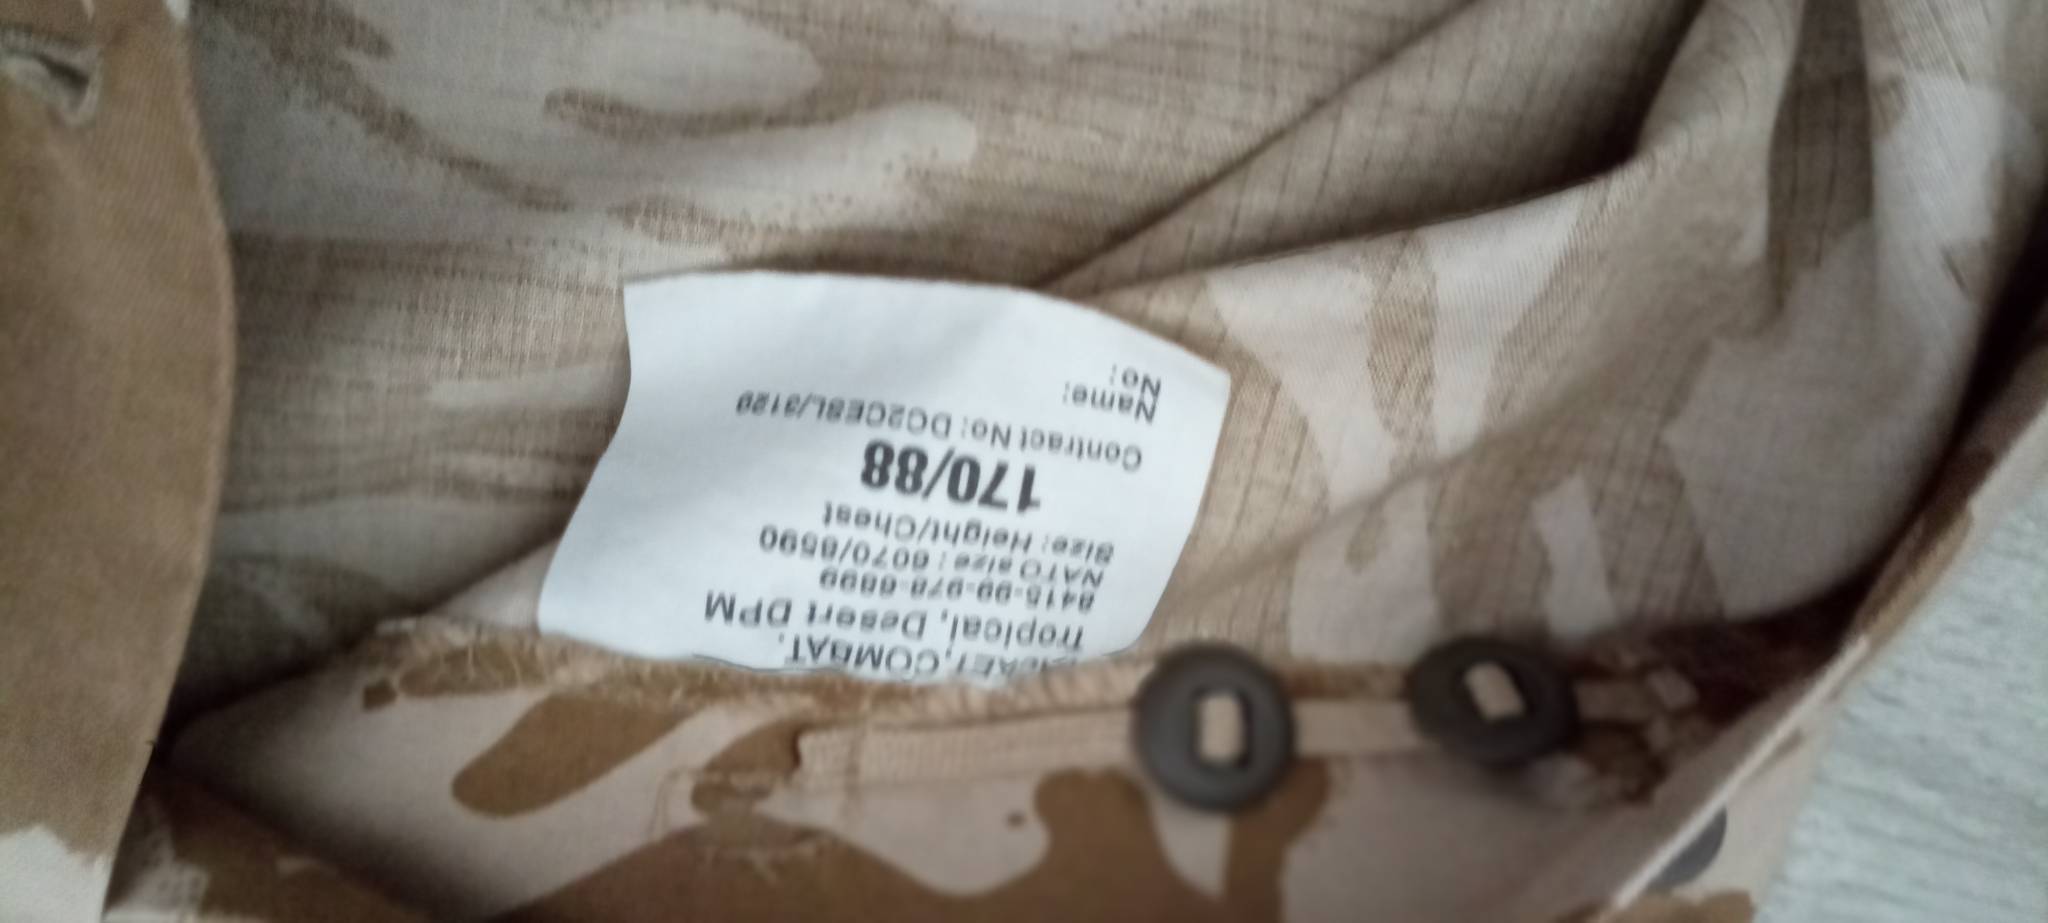 JACKET, COMBAT,
Tropical, Desert DPM
8415-99-978-6899
NATO size: 6070/8590
Size: Height/Chest
170/88
Contract No: DC2CESL/3129
Name:
No: